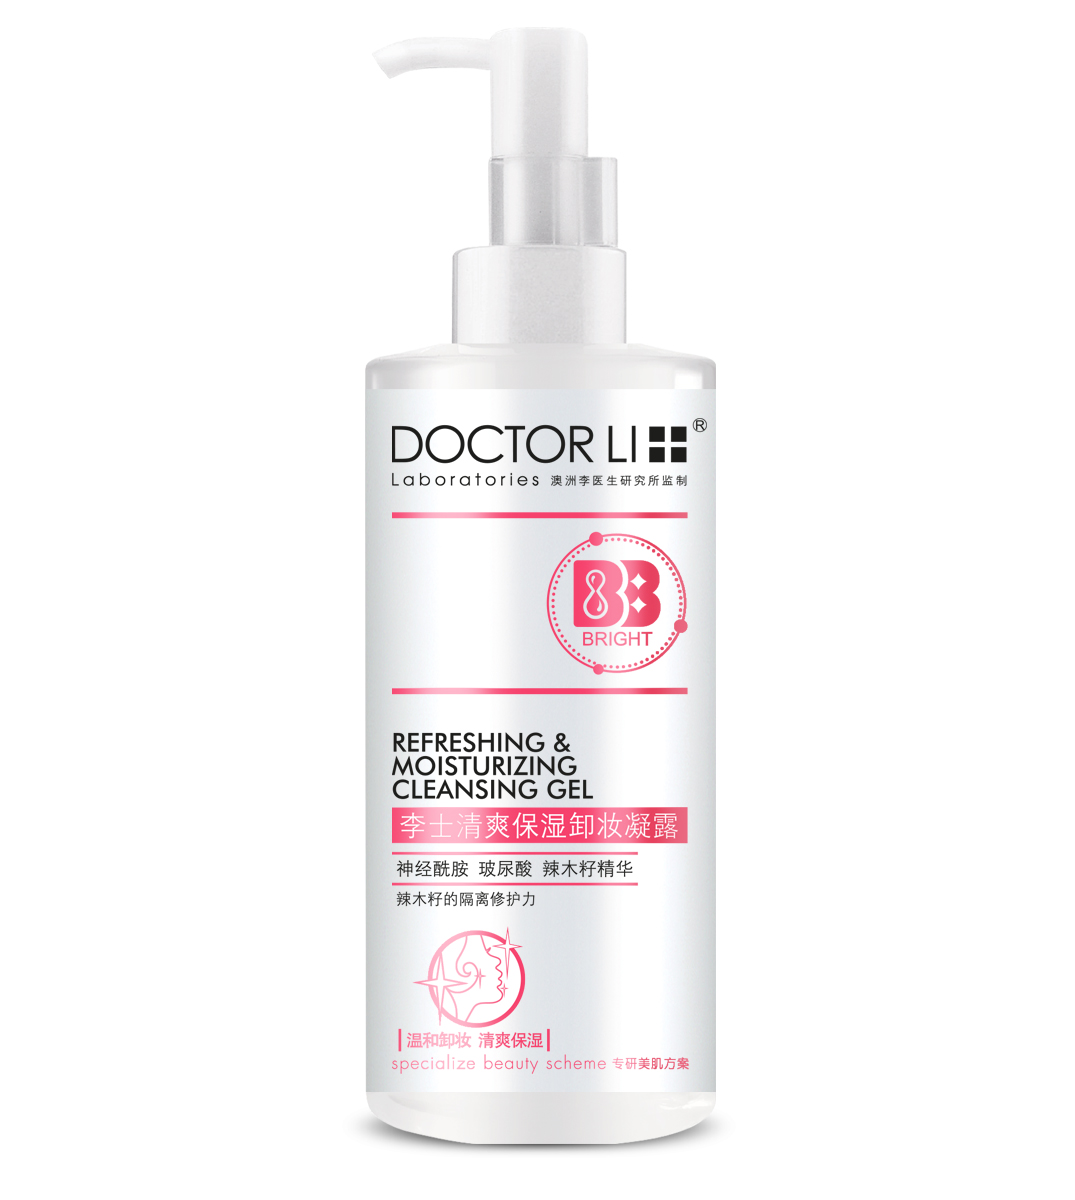 DOCTOR LI ®
Laboratories 澳洲李医生研究所监制
BB
BRIGHT
REFRESHING &
MOISTURIZING
CLEANSING GEL
李士清爽保湿卸妆凝露
神经酰胺 玻尿酸 辣木籽精华
辣木籽的隔离修护力
温和卸妆 清爽保湿
specialize beauty scheme 专研美肌方案